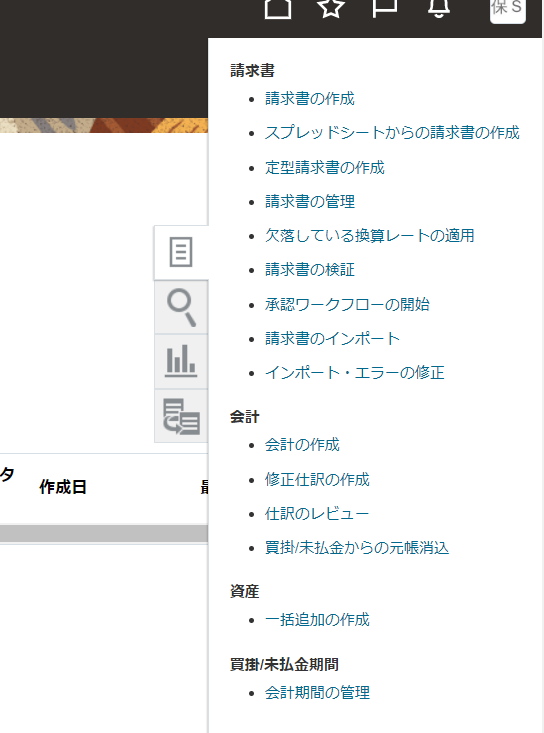 保 S
請求書
請求書の作成
スプレッドシートからの請求書の作成
定型請求書の作成
請求書の管理
欠落している換算レートの適用
請求書の検証
承認ワークフローの開始
請求書のインポート
インポート・エラーの修正
会計
会計の作成
修正仕訳の作成
仕訳のレビュー
買掛/未払金からの元帳消込
資産
一括追加の作成
買掛/未払金期間
会計期間の管理
タ
作成日